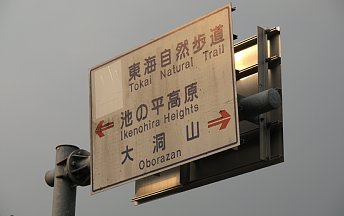 東海自然歩道
Tokai Natural Trail
池の平高原
Ikenohira Heights
大洞山
Oborazan